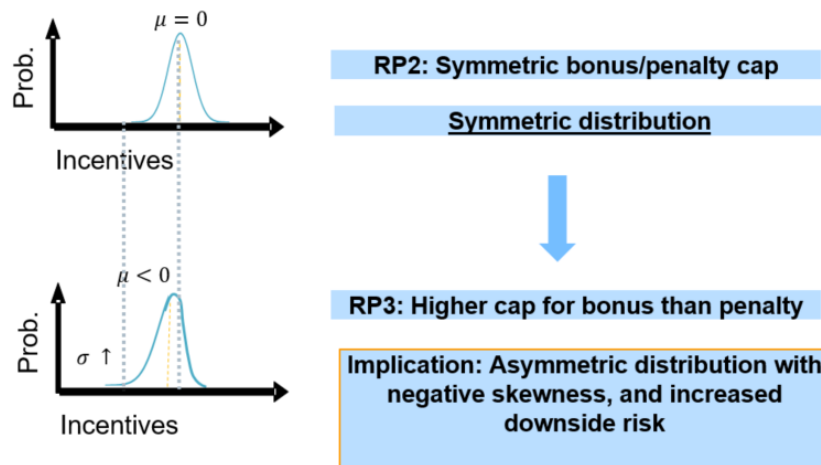 μ = 0
Prob.
Incentives
RP2: Symmetric bonus/penalty cap
Symmetric distribution
μ < 0
Prob.
σ ↑
Incentives
RP3: Higher cap for bonus than penalty
Implication: Asymmetric distribution with
negative skewness, and increased
downside risk